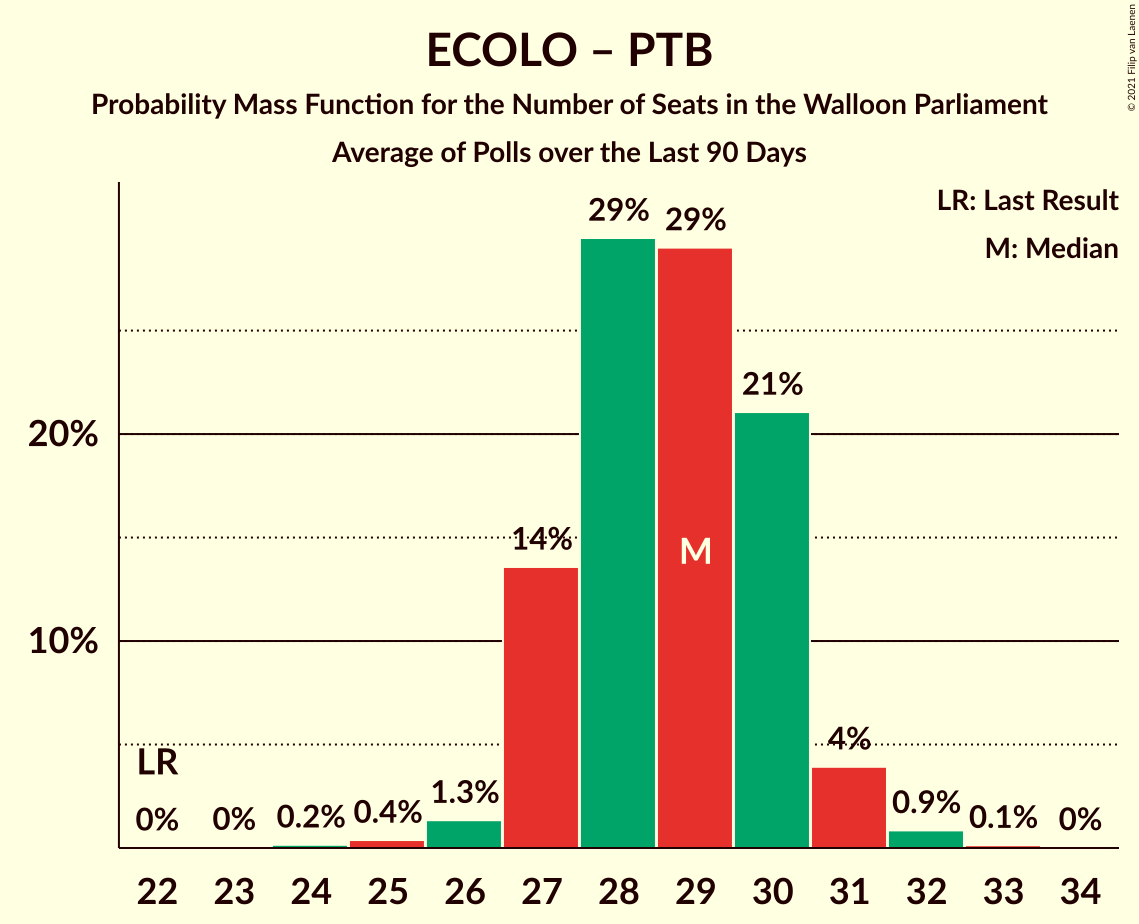 ECOLO – PTB
Probability Mass Function for the Number of Seats in the Walloon Parliament
Average of Polls over the Last 90 Days
© 2021 Filip van Laenen
LR: Last Result
M: Median
29%
29%
21%
20%
14%
M
10%
4%
LR
0%
0%
0.2%
0.4%
1.3%
0.9%
0.1%
0%
22 23 24 25 26 27 28 29 30 31 32 33 34